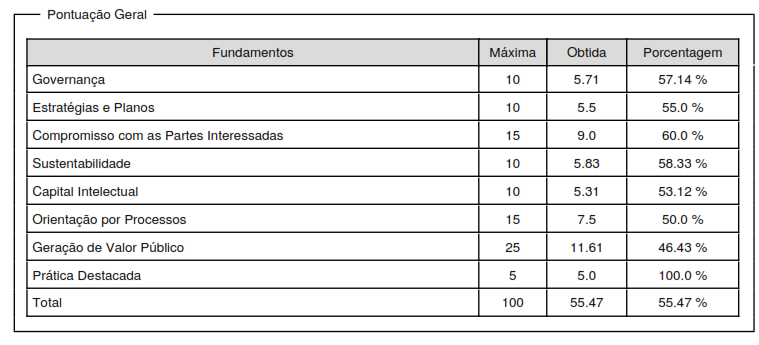 Pontuação Geral
Fundamentos Máxima Obtida Porcentagem
Governança 10 5.71 57.14 %
Estratégias e Planos 10 5.5 55.0 %
Compromisso com as Partes Interessadas 15 9.0 60.0 %
Sustentabilidade 10 5.83 58.33 %
Capital Intelectual 10 5.31 53.12 %
Orientação por Processos 15 7.5 50.0 %
Geração de Valor Público 25 11.61 46.43 %
Prática Destacada 5 5.0 100.0 %
Total 100 55.47 55.47 %